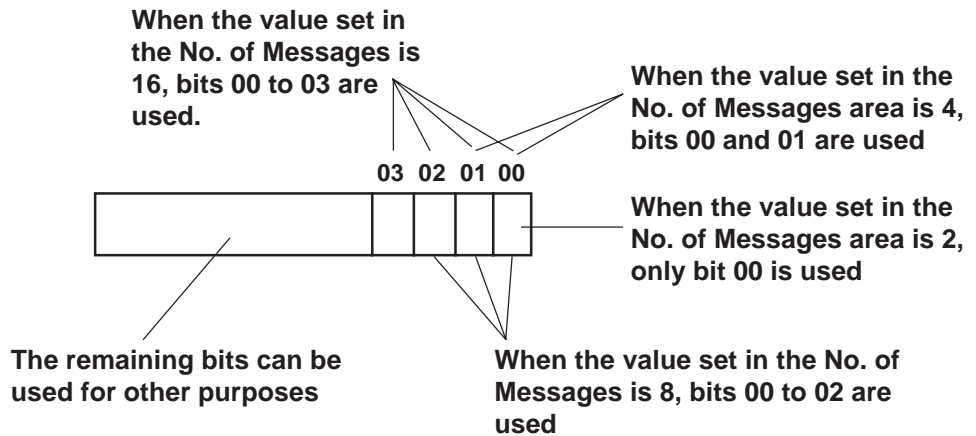 When the value set in
the No. of Messages is
16, bits 00 to 03 are
used.
When the value set in the
No. of Messages area is 4,
bits 00 and 01 are used
03 02 01 00
When the value set in the
No. of Messages area is 2,
only bit 00 is used
The remaining bits can be
used for other purposes
When the value set in the No. of
Messages is 8, bits 00 to 02 are
used